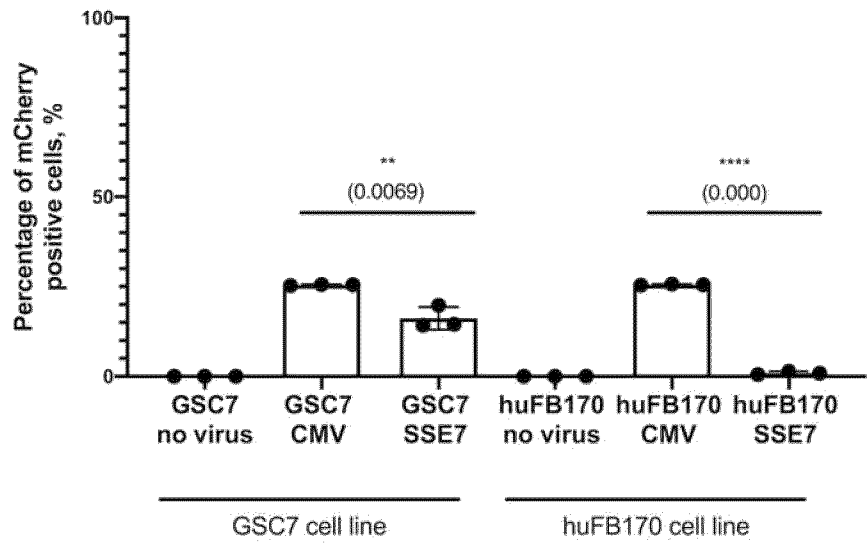 Percentage of mCherry
positive cells, %
100
50
0
**
(0.0069)
****
(0.000)
GSC7
no virus
GSC7
CMV
GSC7
SSE7
huFB170
no virus
huFB170
CMV
huFB170
SSE7
GSC7 cell line
huFB170 cell line